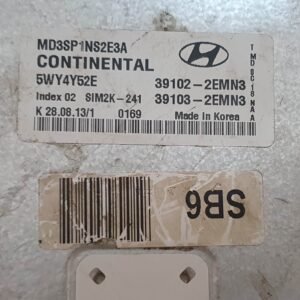 MD3SP1NS2E3A
CONTINENTAL
5WY4Y52E 39102-2EMN3
Index 02 SIM2K-241 39103-2EMN3
K 28.08.13/1 0169 Made in Korea
SB6